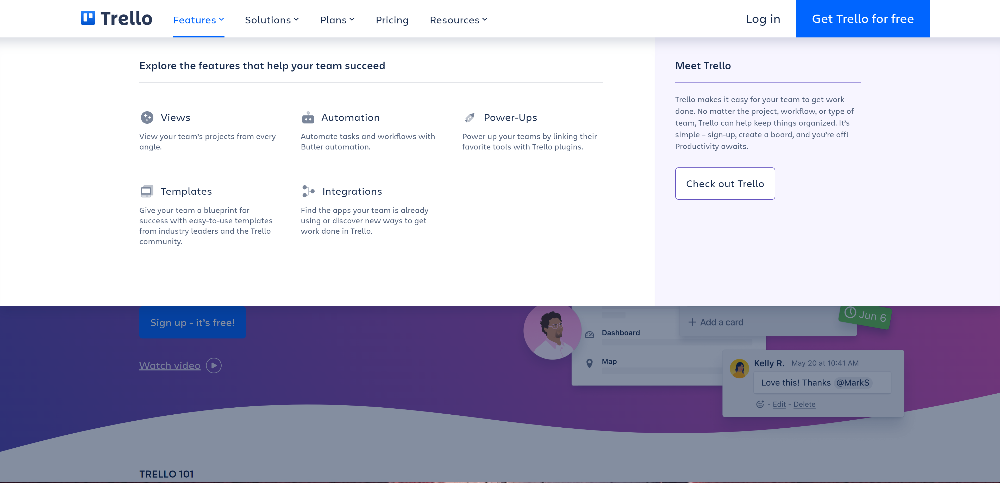 Trello
Features
Solutions
Plans
Pricing
Resources
Log in
Get Trello for free
Explore the features that help your team succeed
Views
View your team’s projects from every
angle.
Automation
Automate tasks and workflows with
Butler automation.
Power-Ups
Power up your teams by linking their
favorite tools with Trello plugins.
Templates
Give your team a blueprint for
success with easy-to-use templates
from industry leaders and the Trello
community.
Integrations
Find the apps your team is already
using or discover new ways to get
work done in Trello.
Meet Trello
Trello makes it easy for your team to get work
done. No matter the project, workflow, or type of
team, Trello can help keep things organized. It’s
simple – sign-up, create a board, and you’re off!
Productivity awaits.
Check out Trello
Sign up - it’s free!
Watch video
Dashboard
Map
+ Add a card
Jun 6
Kelly R. May 20 at 10:41 AM
Love this! Thanks @MarkS
- Edit - Delete
TRELLO 101